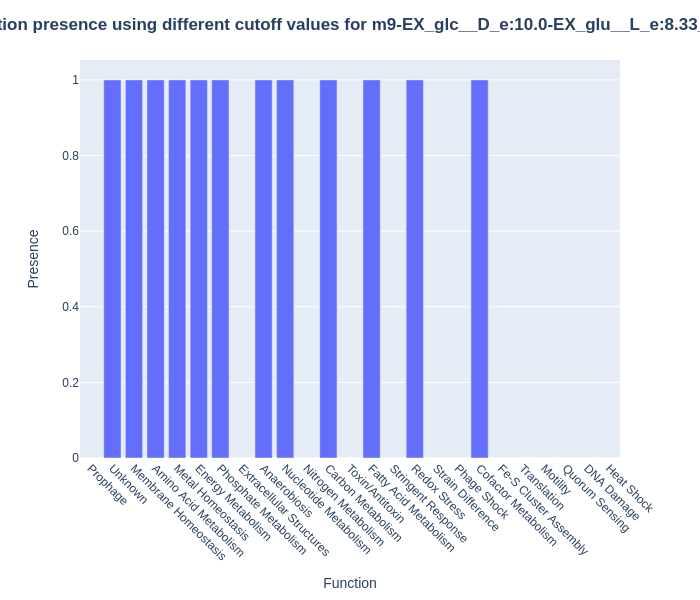 tion presence using different cutoff values for m9-EX_glc__D_e:10.0-EX_glu__L_e:8.33_
1
0.8
0.6
0.4
0.2
0
Presence
Prophage
Unknown
Membrane Homeostasis
Amino Acid Metabolism
Metal Homeostasis
Energy Metabolism
Phosphate Metabolism
Extracellular Structures
Anaerobiosis
Nucleotide Metabolism
Nitrogen Metabolism
Carbon Metabolism
Toxin/Antitoxin
Fatty Acid Metabolism
Stringent Response
Redox Stress
Strain Difference
Phage Shock
Cofactor Metabolism
Fe-S Cluster Assembly
Translation
Motility
Quorum Sensing
DNA Damage
Heat Shock
Function